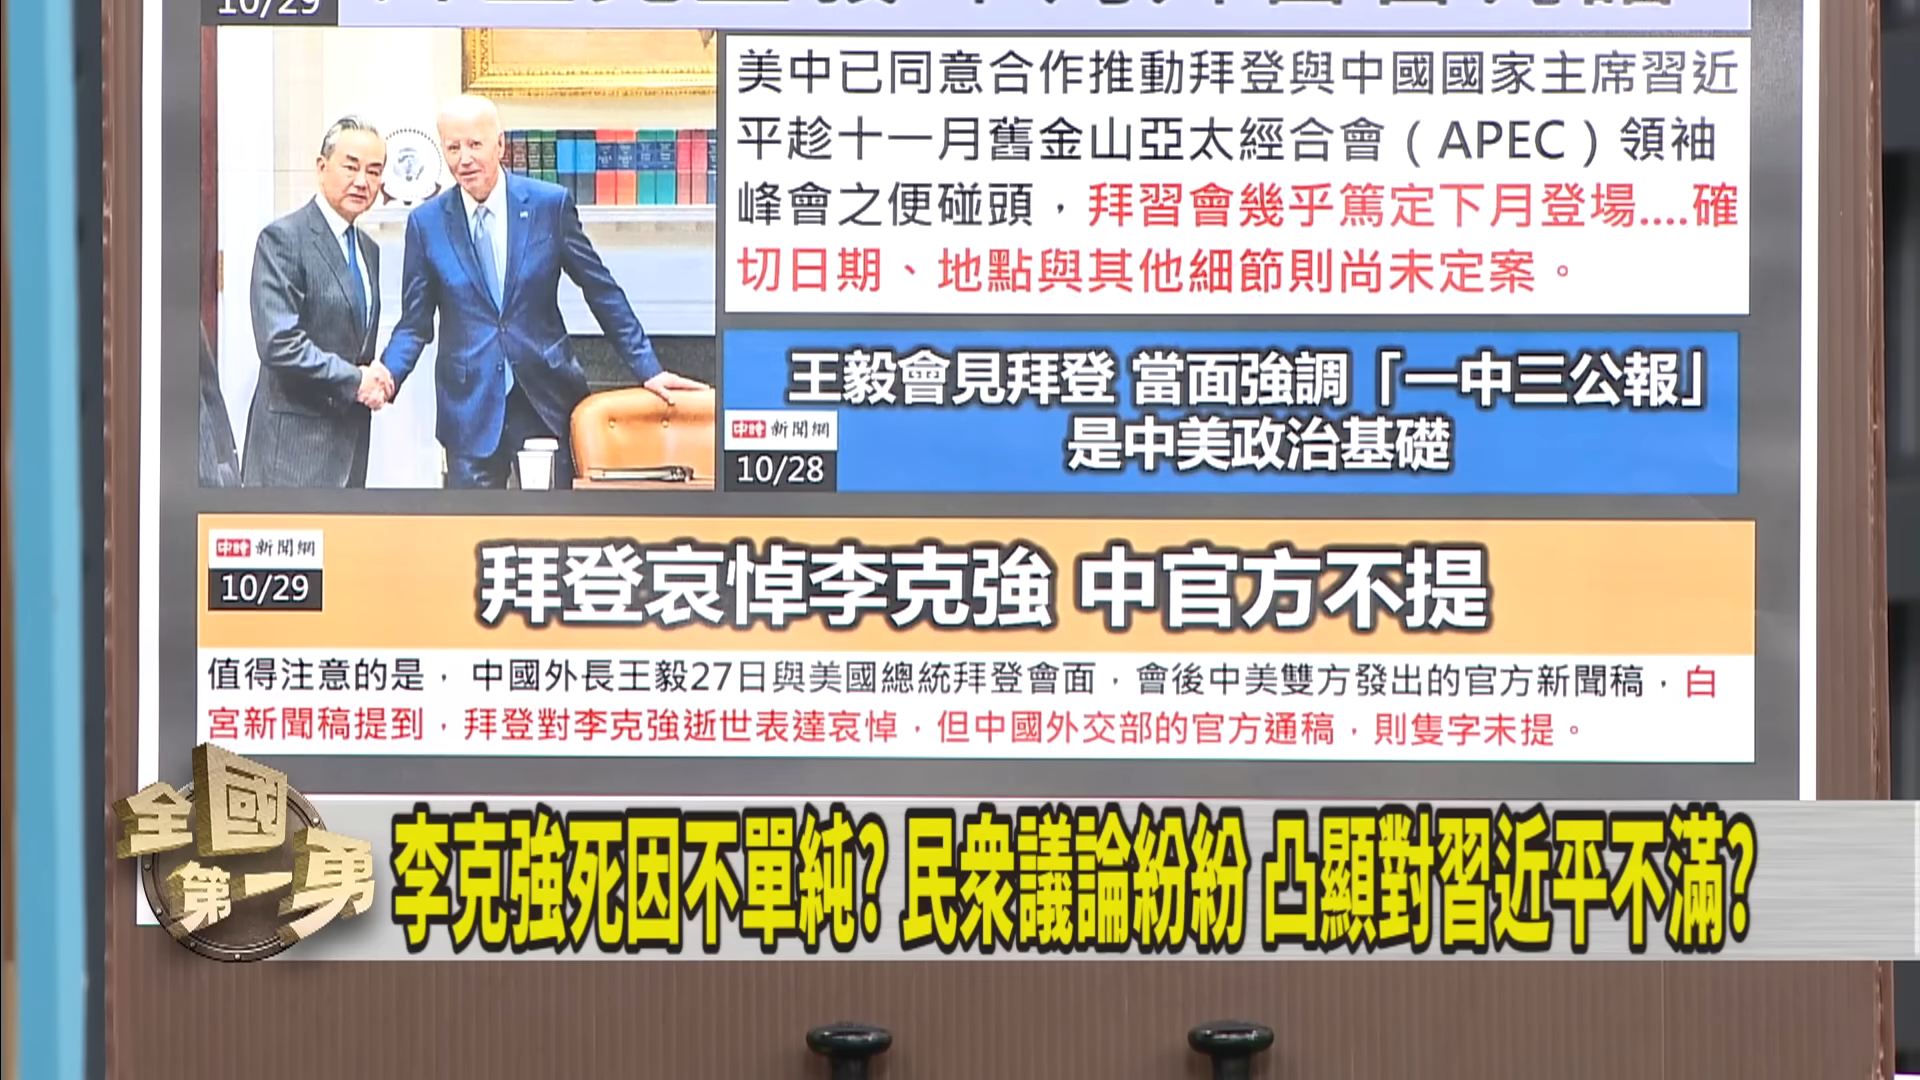 10/29
美中已同意合作推動拜登與中國國家主席習近
平趁十一月舊金山亞太經合會（APEC）領袖
峰會之便碰頭，拜習會幾乎篤定下月登場....確
切日期、地點與其他細節則尚未定案。
王毅會見拜登 當面強調「一中三公報」
是中美政治基礎
中時 新聞網
10/28
中時 新聞網
10/29
拜登哀悼李克強 中官方不提
值得注意的是，中國外長王毅27日與美國總統拜登會面，會後中美雙方發出的官方新聞稿，白
宮新聞稿提到，拜登對李克強逝世表達哀悼，但中國外交部的官方通稿，則隻字未提。
全國
第一勇
李克強死因不單純? 民衆議論紛紛 凸顯對習近平不滿?